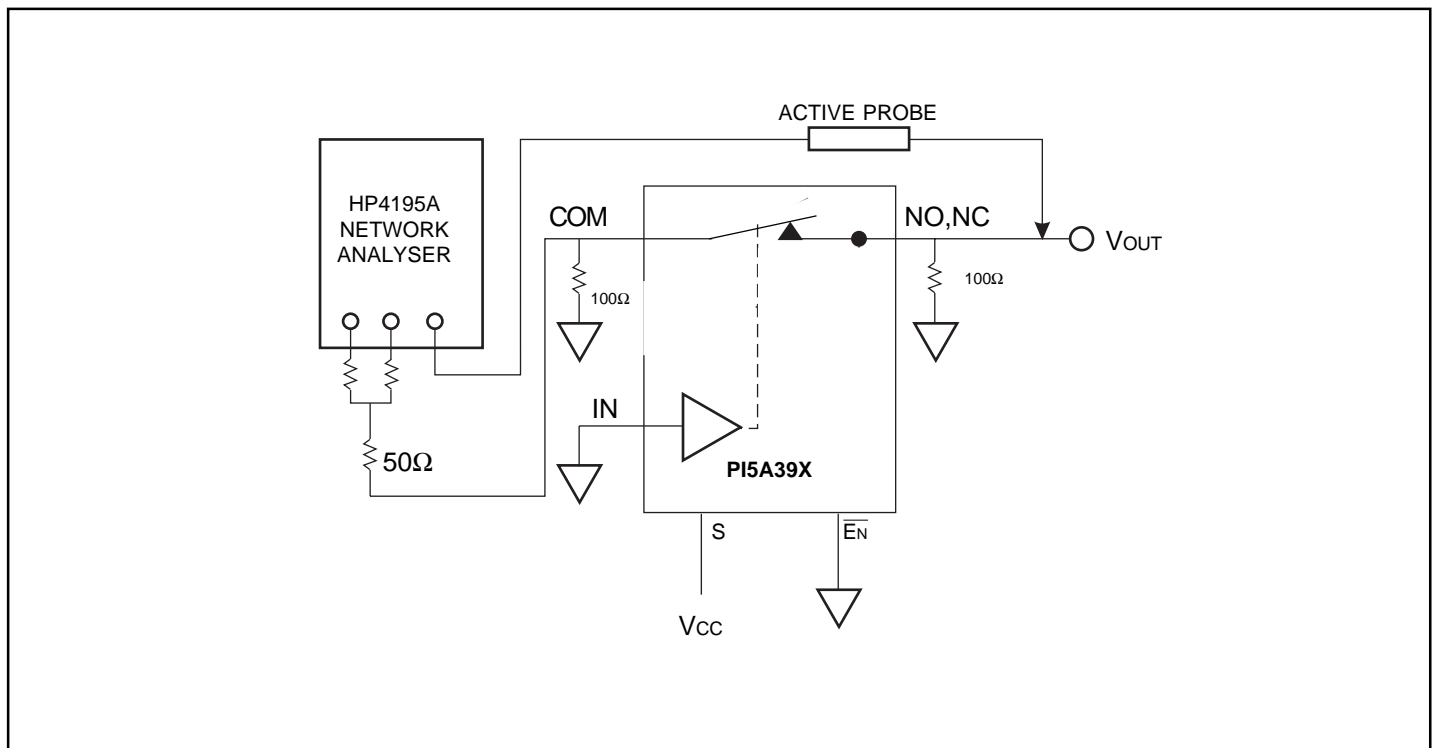 ACTIVE PROBE
HP4195A
NETWORK
ANALYSER
COM
NO,NC
VOUT
100Ω
100Ω
IN
50Ω
PI5A39X
S
EN
VCC